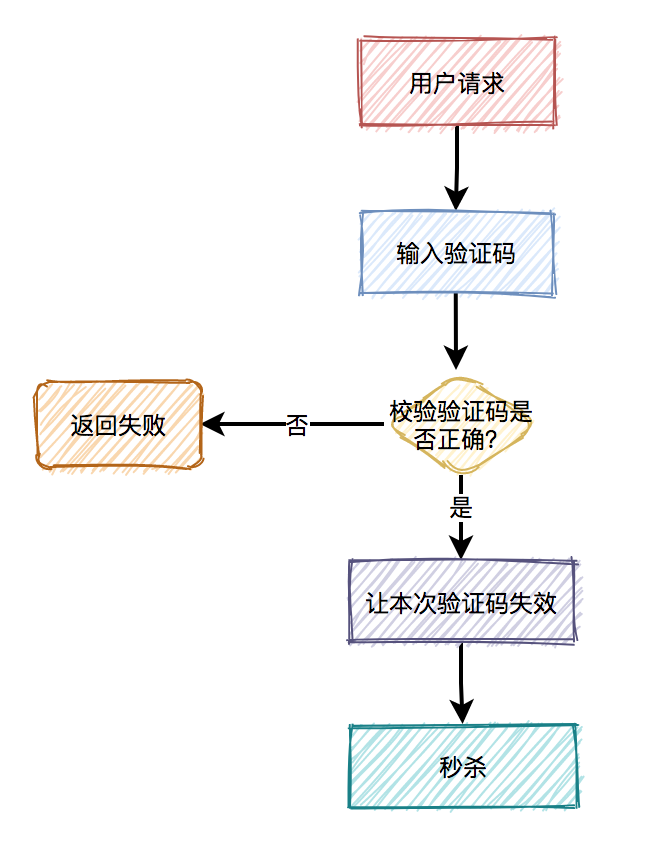 用户请求
输入验证码
校验验证码是
否正确?
否
返回失败
是
让本次验证码失效
秒杀